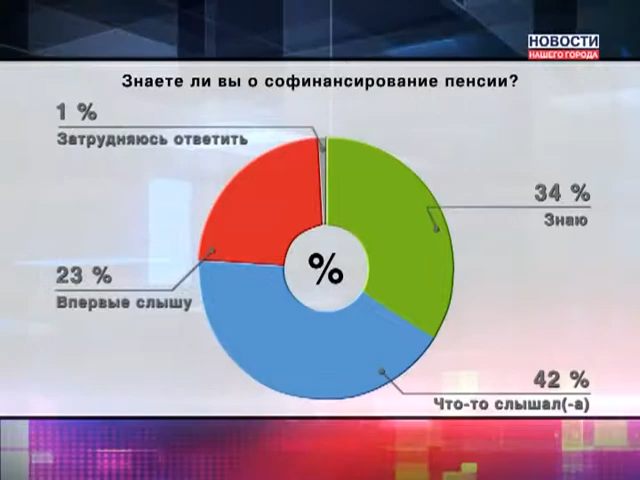 НОВОСТИ
НАШЕГО ГОРОДА
Знаете ли вы о софинансирование пенсии?
1 %
Затрудняюсь ответить
34 %
Знаю
%
23 %
Впервые слышу
42 %
Что-то слышал(-а)